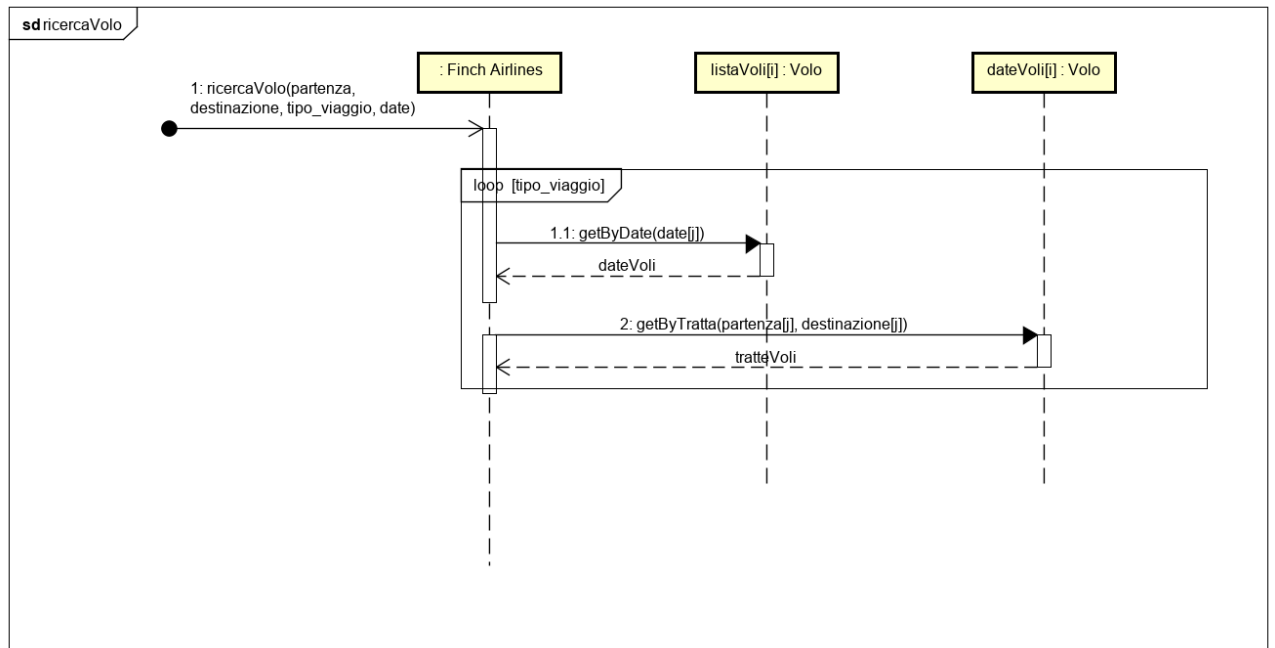 sd ricercaVolo
: Finch Airlines
listaVoli[i] : Volo
dateVoli[i] : Volo
1: ricercaVolo(partenza,
destinazione, tipo_viaggio, date)
loop [tipo_viaggio]
1.1: getByDate(date[j])
dateVoli
2: getByTratta(partenza[j], destinazione[j])
tratteVoli